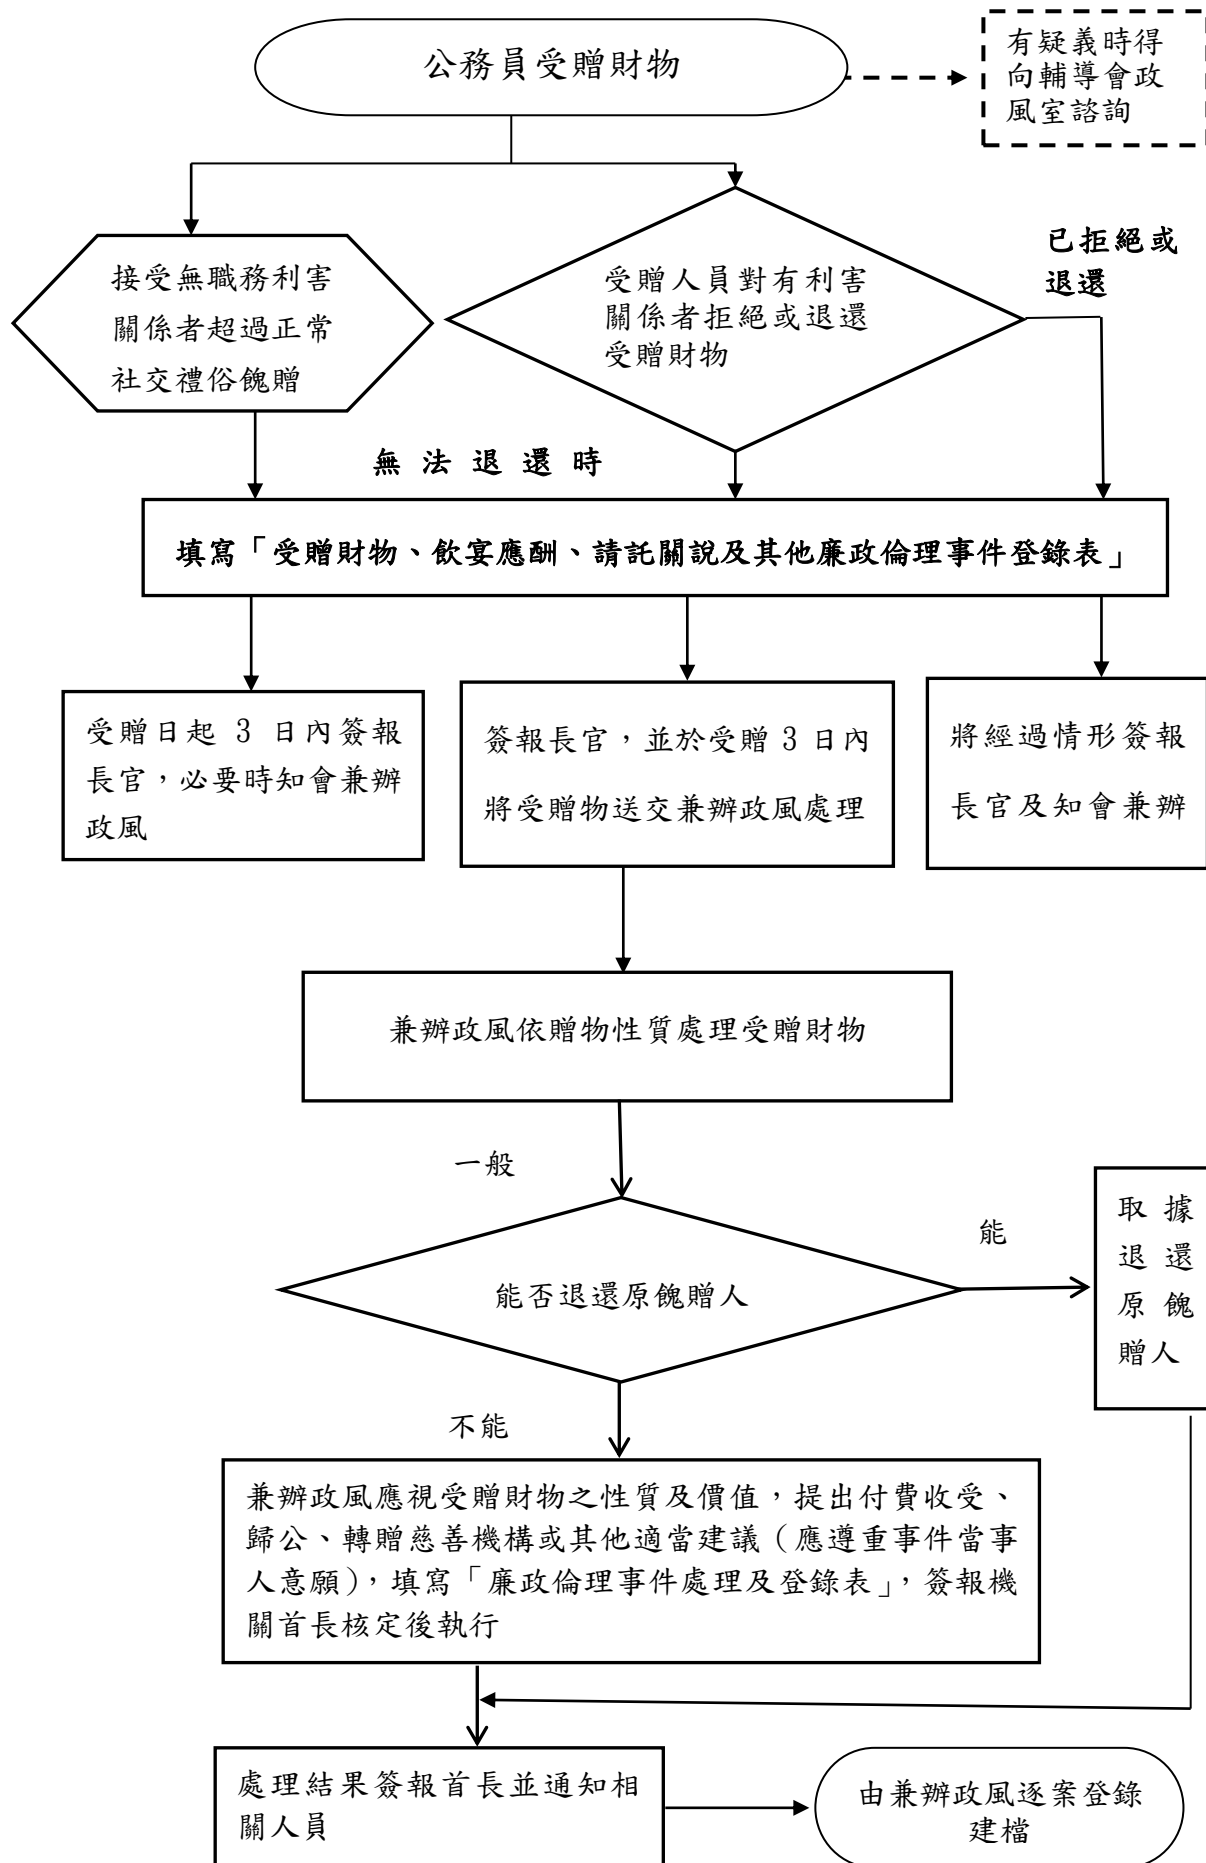 公務員受贈財物
有疑義時得
向輔導會政
風室諮詢
接受無職務利害
關係者超過正常
社交禮俗餽贈
受贈人員對有利害
關係者拒絕或退還
受贈財物
已拒絕或
退還
無法退還時
填寫「受贈財物、飲宴應酬、請託關說及其他廉政倫理事件登錄表」
受贈日起 3 日內簽報
長官，必要時知會兼辦
政風
簽報長官，並於受贈 3 日內
將受贈物送交兼辦政風處理
將經過情形簽報
長官及知會兼辦
兼辦政風依贈物性質處理受贈財物
一般
能否退還原餽贈人
能
取據
退還
原餽
贈人
不能
兼辦政風應視受贈財物之性質及價值，提出付費收受、
歸公、轉贈慈善機構或其他適當建議（應遵重事件當事
人意願），填寫「廉政倫理事件處理及登錄表」，簽報機
關首長核定後執行
處理結果簽報首長並通知相
關人員
由兼辦政風逐案登錄
建檔